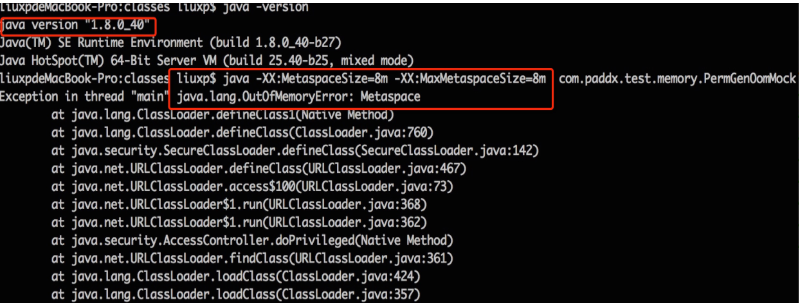 liuxpdeMacBook-Pro:classes liuxp$ java -version
java version "1.8.0_40"
Java(TM) SE Runtime Environment (build 1.8.0_40-b27)
Java HotSpot(TM) 64-Bit Server VM (build 25.40-b25, mixed mode)
liuxpdeMacBook-Pro:classes liuxp$ java -XX:MetaspaceSize=8m -XX:MaxMetaspaceSize=8m com.paddx.test.memory.PermGenOomMock
Exception in thread "main" java.lang.OutOfMemoryError: Metaspace
at java.lang.ClassLoader.defineClass1(Native Method)
at java.lang.ClassLoader.defineClass(ClassLoader.java:760)
at java.security.SecureClassLoader.defineClass(SecureClassLoader.java:142)
at java.net.URLClassLoader.defineClass(URLClassLoader.java:467)
at java.net.URLClassLoader.access$100(URLClassLoader.java:73)
at java.net.URLClassLoader$1.run(URLClassLoader.java:368)
at java.net.URLClassLoader$1.run(URLClassLoader.java:362)
at java.security.AccessController.doPrivileged(Native Method)
at java.net.URLClassLoader.findClass(URLClassLoader.java:361)
at java.lang.ClassLoader.loadClass(ClassLoader.java:424)
at java.lang.ClassLoader.loadClass(ClassLoader.java:357)